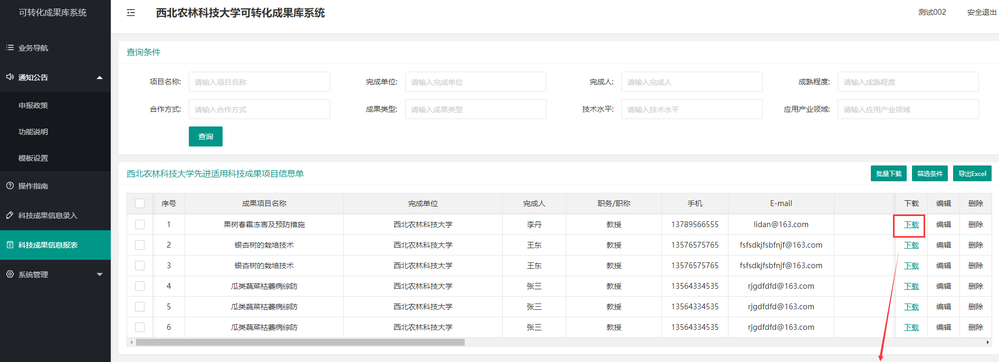 可转化成果库系统
西北农林科技大学可转化成果库系统
测试002 安全退出
业务导航
通知公告
申报政策
功能说明
模板设置
操作指南
科技成果信息录入
科技成果信息报表
系统管理
查询条件
项目名称: 请输入项目名称 完成单位: 请输入完成单位 完成人: 请输入完成人 成熟程度: 请输入成熟程度
合作方式: 请输入合作方式 成果类型: 请输入成果类型 技术水平: 请输入技术水平 应用产业领域: 请输入应用产业领域
查询
西北农林科技大学先进适用科技成果项目信息单 批量下载 筛选条件 导出Excel
序号 成果项目名称 完成单位 完成人 职务/职称 手机 E-mail 下载 编辑 删除
1 果树春霜冻害及预防措施 西北农林科技大学 李丹 教授 13789566555 lidan@163.com 下载 编辑 删除
2 银杏树的栽培技术 西北农林科技大学 王东 教授 13576575765 fsfsdkjfsbfnjf@163.com 下载 编辑 删除
3 银杏树的栽培技术 西北农林科技大学 王东 教授 13576575765 fsfsdkjfsbfnjf@163.com 下载 编辑 删除
4 瓜类蔬菜枯萎病综防 西北农林科技大学 张三 教授 13564334535 rjgdfdfd@163.com 下载 编辑 删除
5 瓜类蔬菜枯萎病综防 西北农林科技大学 张三 教授 13564334535 rjgdfdfd@163.com 下载 编辑 删除
6 瓜类蔬菜枯萎病综防 西北农林科技大学 张三 教授 13564334535 rjgdfdfd@163.com 下载 编辑 删除